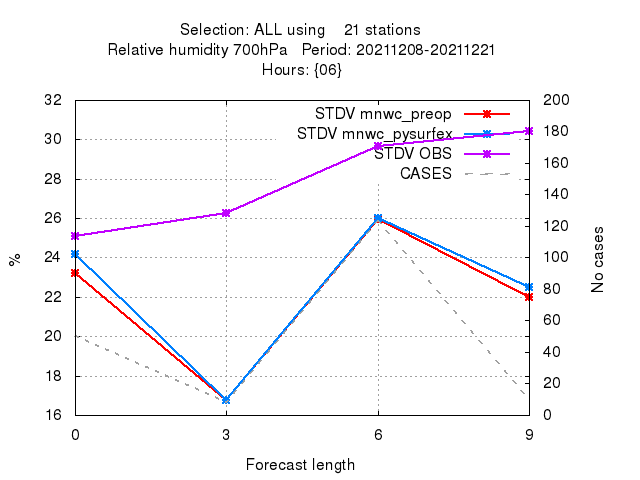 Selection: ALL using    21 stations
Relative humidity 700hPa   Period: 20211208-20211221
Hours: {06}
STDV mnwc_preop
STDV mnwc_pysurfex
STDV OBS
CASES
32
30
28
26
24
22
20
18
16
%
200
180
160
140
120
100
80
60
40
20
0
No cases
0
3
6
9
Forecast length